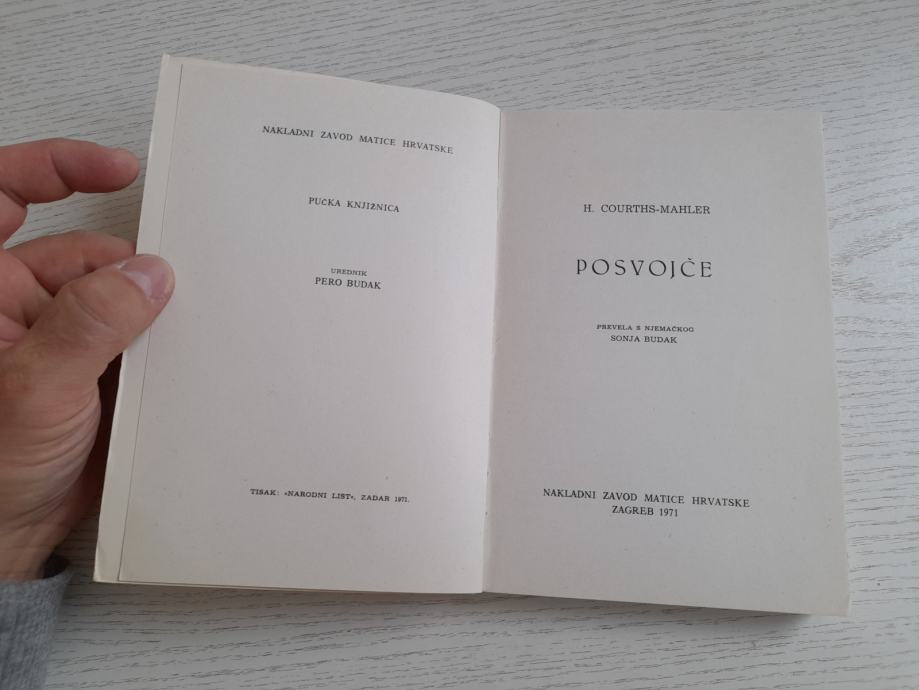 NAKLADNI ZAVOD MATICE HRVATSKE
PUČKA KNJIŽNICA
UREDNIK
PERO BUDAK
TISAK: »NARODNI LIST«, ZADAR 1971.
H. COURTHS-MAHLER
POSVOJČE
PREVELA S NJEMAČKOG
SONJA BUDAK
NAKLADNI ZAVOD MATICE HRVATSKE
ZAGREB 1971